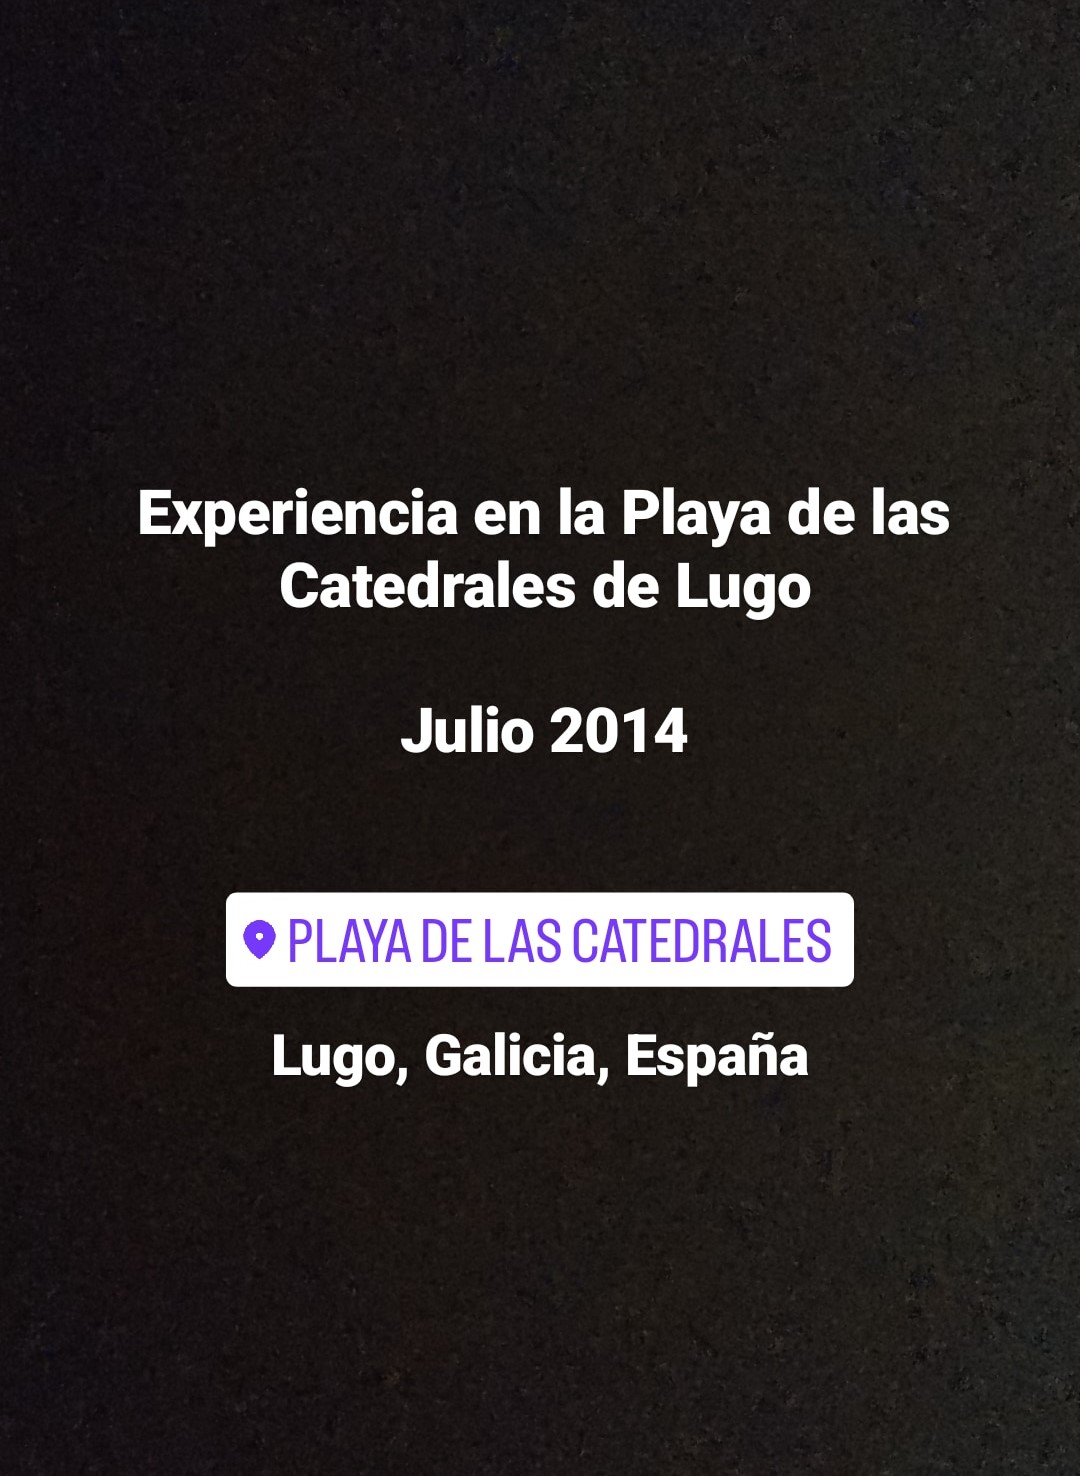 Experiencia en la Playa de las
Catedrales de Lugo
Julio 2014
PLAYA DE LAS CATEDRALES
Lugo, Galicia, España